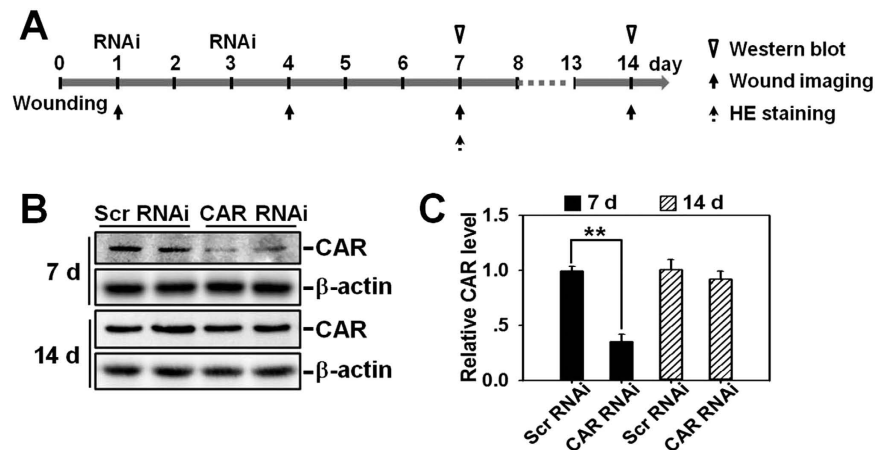 A
RNAi RNAi
0 1 2 3 4 5 6 7 8 13 14 day
Wounding
Western blot
Wound imaging
HE staining
B
Scr RNAi CAR RNAi
7 d
-CAR
-β-actin
14 d
-CAR
-β-actin
C
7 d 14 d
Relative CAR level
1.5
1.0
.5
0.0
**
Scr RNAi CAR RNAi Scr RNAi CAR RNAi